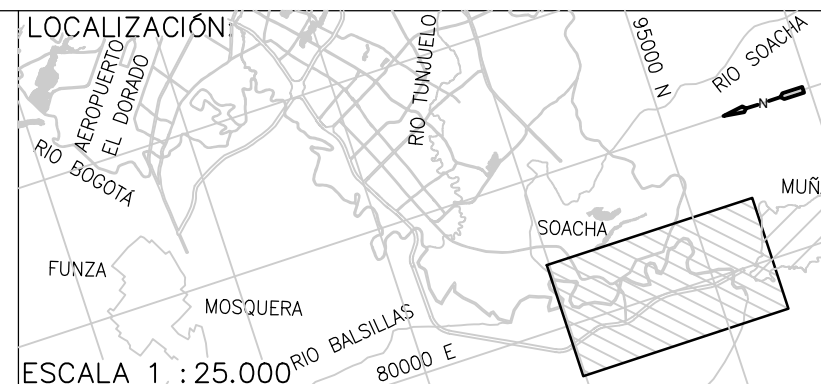 LOCALIZACIÓN:
AEROPUERTO
EL DORADO
RIO BOGOTÁ
RIO TUNJUELO
95000 N
RIO SOACHA
N
MUÑ
SOACHA
FUNZA
MOSQUERA
RIO BALSILLAS
80000 E
ESCALA 1 : 25.000